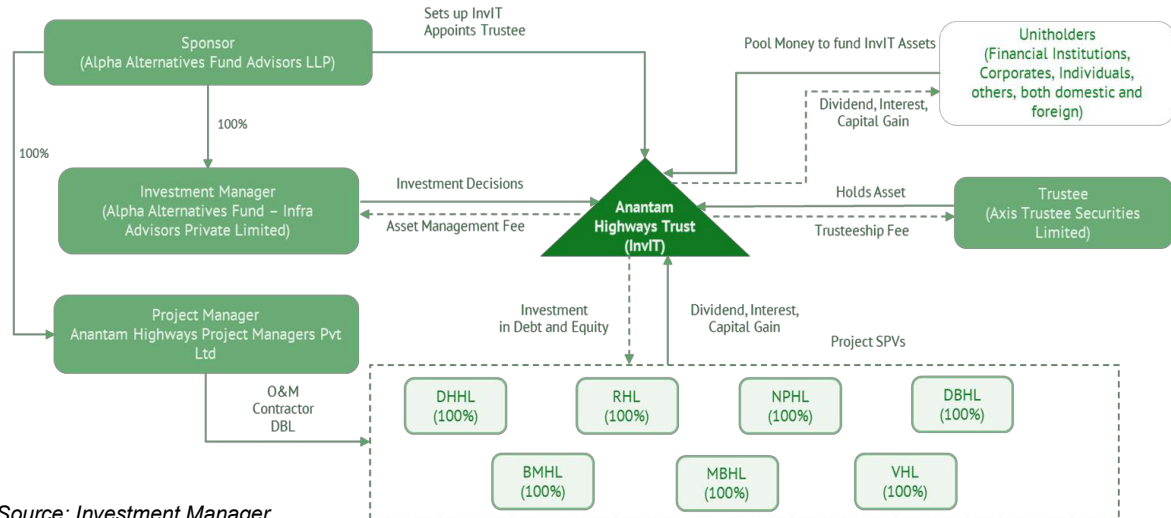 Sets up InvIT
Appoints Trustee
Sponsor
(Alpha Alternatives Fund Advisors LLP)
Pool Money to fund InvIT Assets
Unitholders
(Financial Institutions,
Corporates, Individuals,
others, both domestic and
foreign)
Dividend, Interest,
Capital Gain
100%
100%
Investment Manager
(Alpha Alternatives Fund – Infra
Advisors Private Limited)
Investment Decisions
Asset Management Fee
Anantam
Highways Trust
(InvIT)
Holds Asset
Trusteeship Fee
Trustee
(Axis Trustee Securities
Limited)
Project Manager
Anantam Highways Project Managers Pvt
Ltd
Investment
in Debt and Equity
Dividend, Interest,
Capital Gain
Project SPVs
O&M
Contractor
DBL
DHHL
(100%)
RHL
(100%)
NPHL
(100%)
DBHL
(100%)
BMHL
(100%)
MBHL
(100%)
VHL
(100%)
Source: Investment Manager